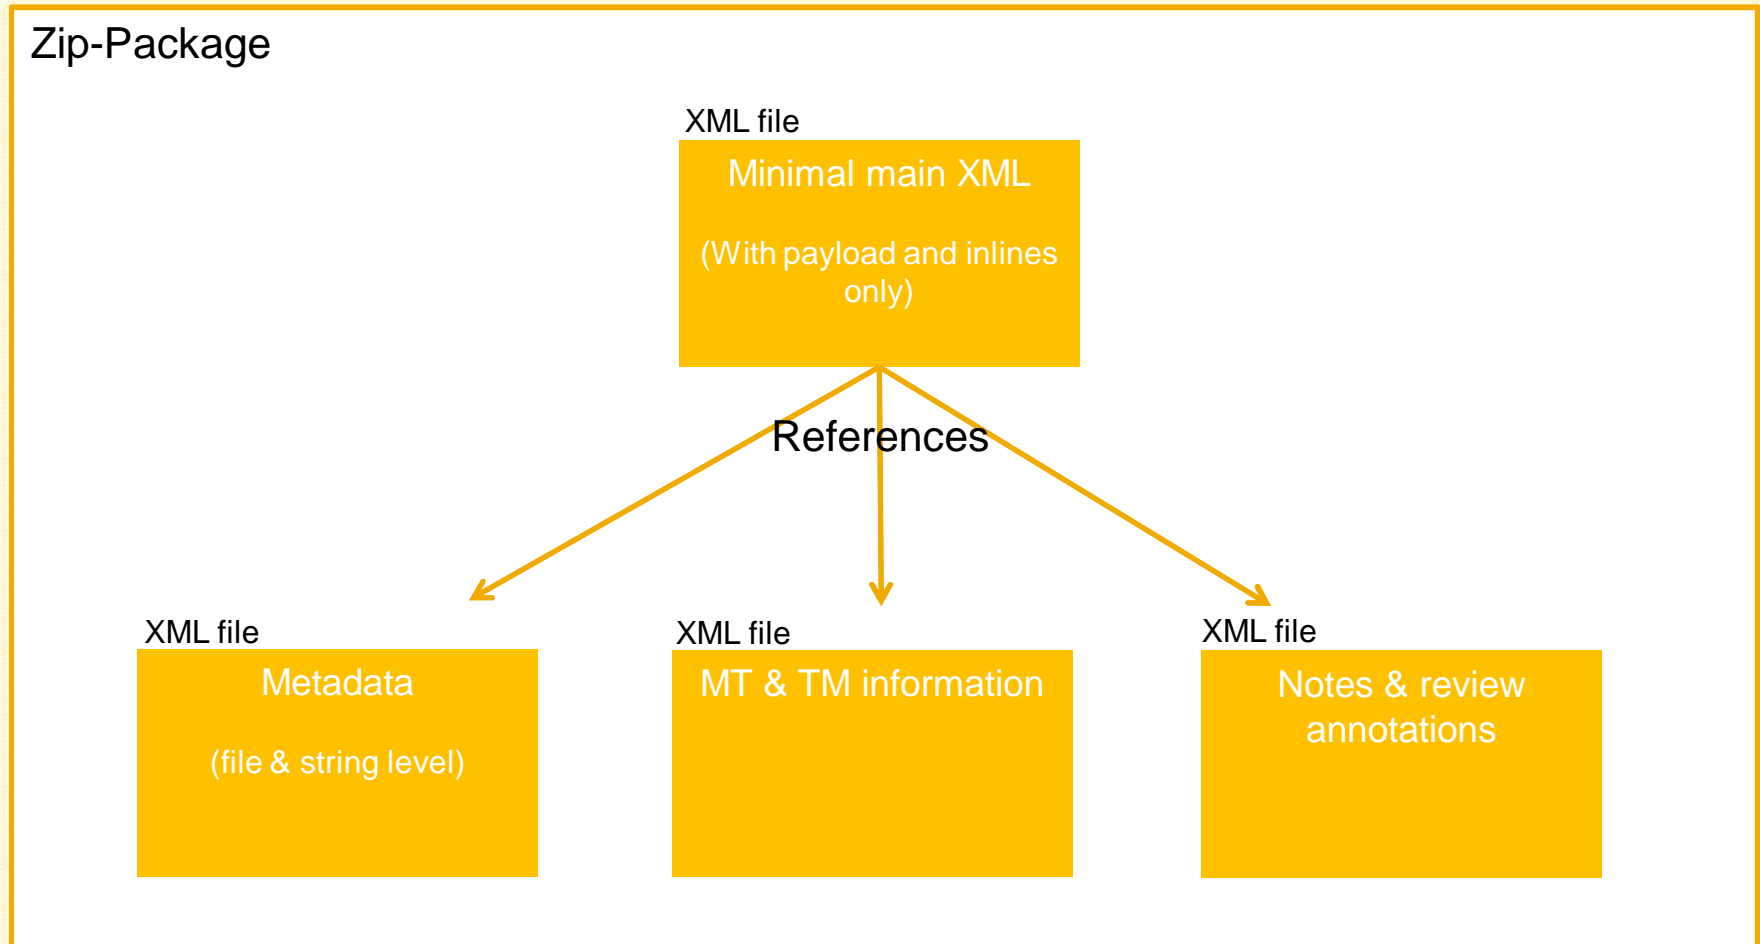 Zip-Package
XML file
Minimal main XML
(With payload and inlines
only)
References
XML file
Metadata
(file & string level)
XML file
MT & TM information
XML file
Notes & review
annotations